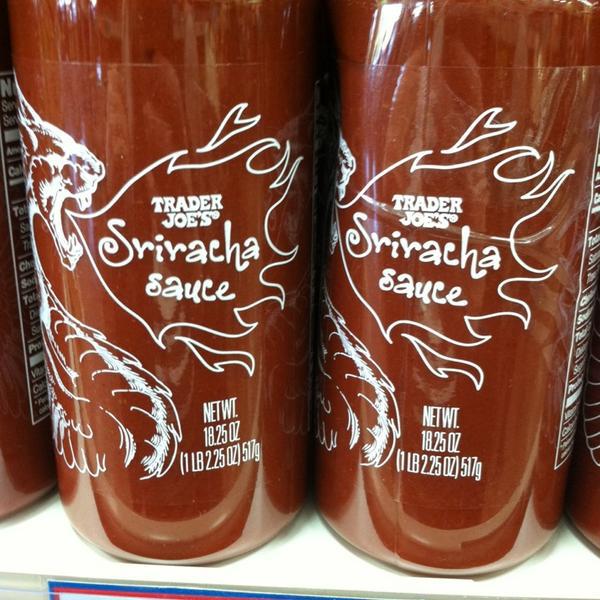 TRADER
JOE'S®
Sriracha
sauce
NET WT.
18.25 OZ
(1 LB 2.25 OZ) 517g
TRADER
JOE'S®
Sriracha
sauce
NET WT.
18.25 OZ
(1 LB 2.25 OZ) 517g